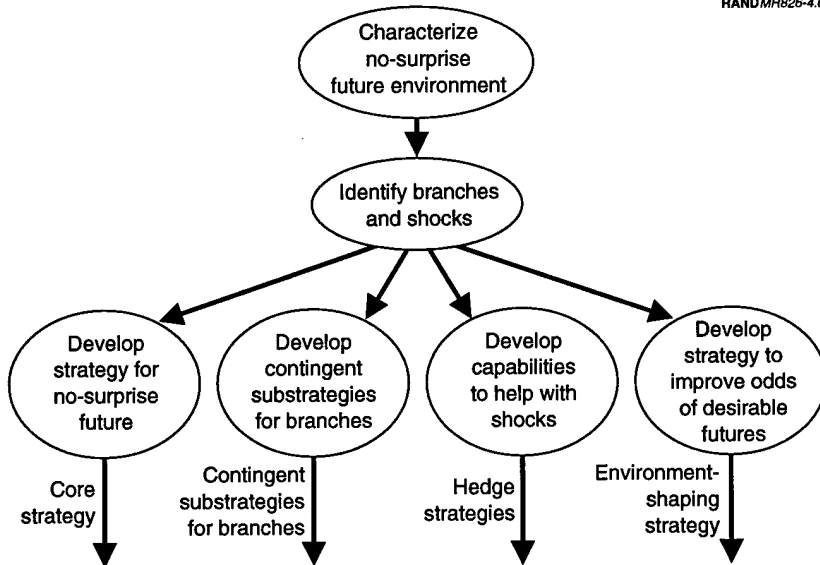 RAND MR826-4.
Characterize
no-surprise
future environment
Identify branches
and shocks
Develop
strategy for
no-surprise
future
Develop
contingent
substrategies
for branches
Develop
capabilities
to help with
shocks
Develop
strategy to
improve odds
of desirable
futures
Core
strategy
Contingent
substrategies
for branches
Hedge
strategies
Environment-
shaping
strategy